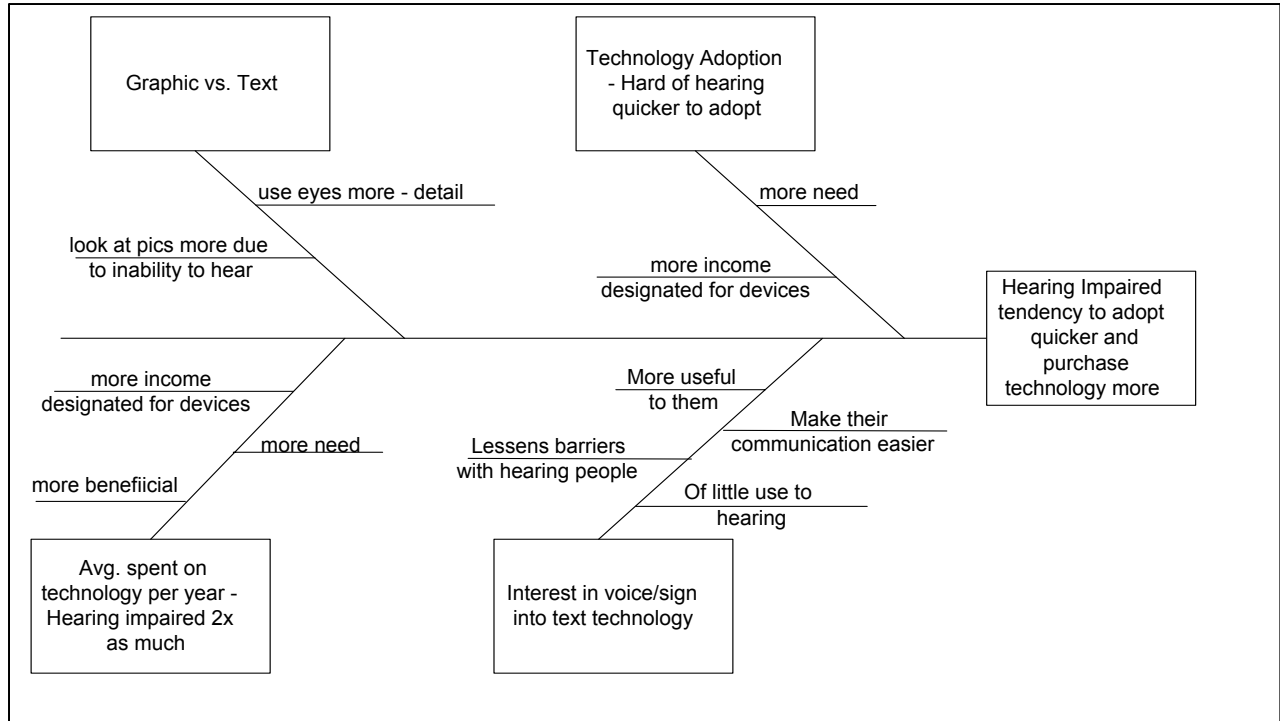 Graphic vs. Text
Technology Adoption
- Hard of hearing
quicker to adopt
use eyes more - detail
look at pics more due
to inability to hear
more need
more income
designated for devices
Hearing Impaired
tendency to adopt
quicker and
purchase
technology more
more income
designated for devices
more need
more benefiicial
More useful
to them
Make their
communication easier
Lessens barriers
with hearing people
Of little use to
hearing
Avg. spent on
technology per year -
Hearing impaired 2x
as much
Interest in voice/sign
into text technology